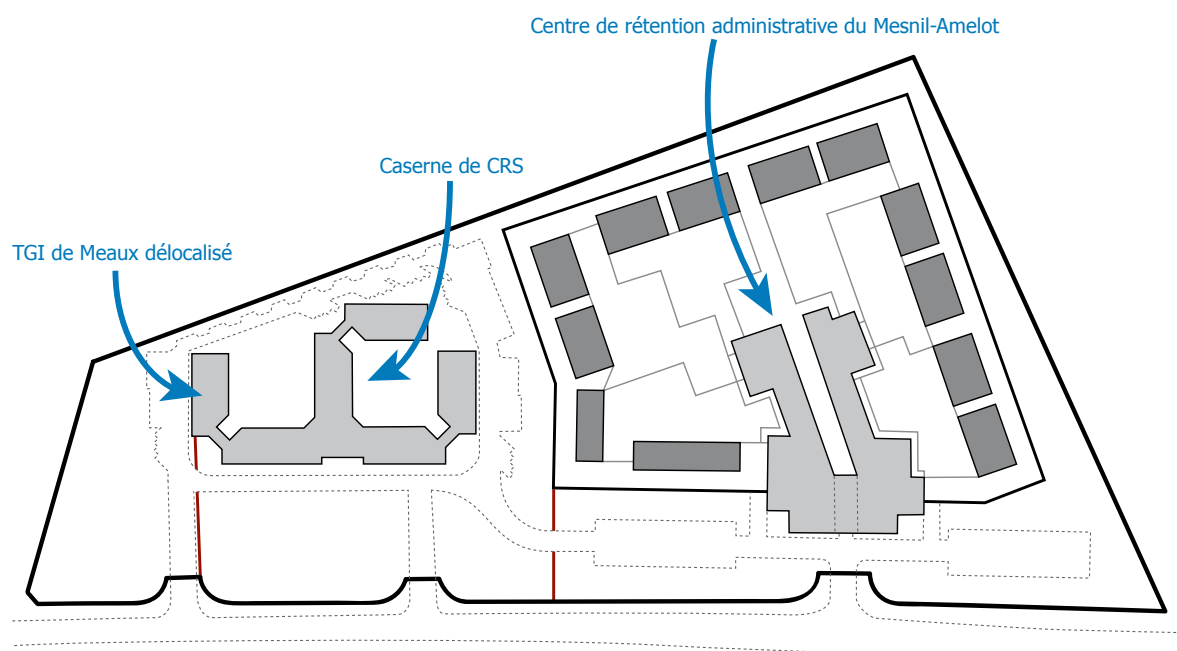 Centre de rétention administrative du Mesnil-Amelot
Caserne de CRS
TGI de Meaux délocalisé